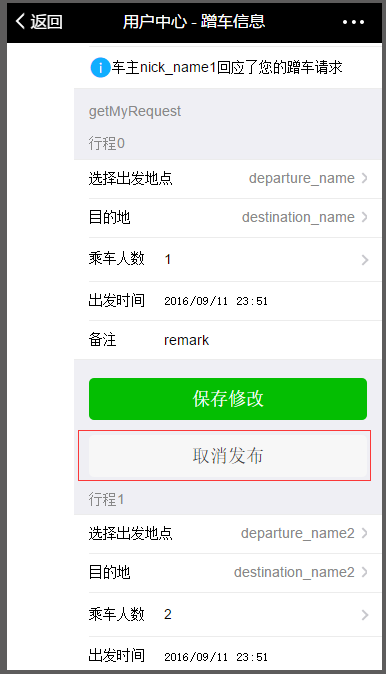 返回 用户中心 - 蹭车信息
车主nick_name1回应了您的蹭车请求
getMyRequest
行程0
选择出发地点 departure_name
目的地 destination_name
乘车人数 1
出发时间 2016/09/11 23:51
备注 remark
保存修改
取消发布
行程1
选择出发地点 departure_name2
目的地 destination_name2
乘车人数 2
出发时间 2016/09/11 23:51